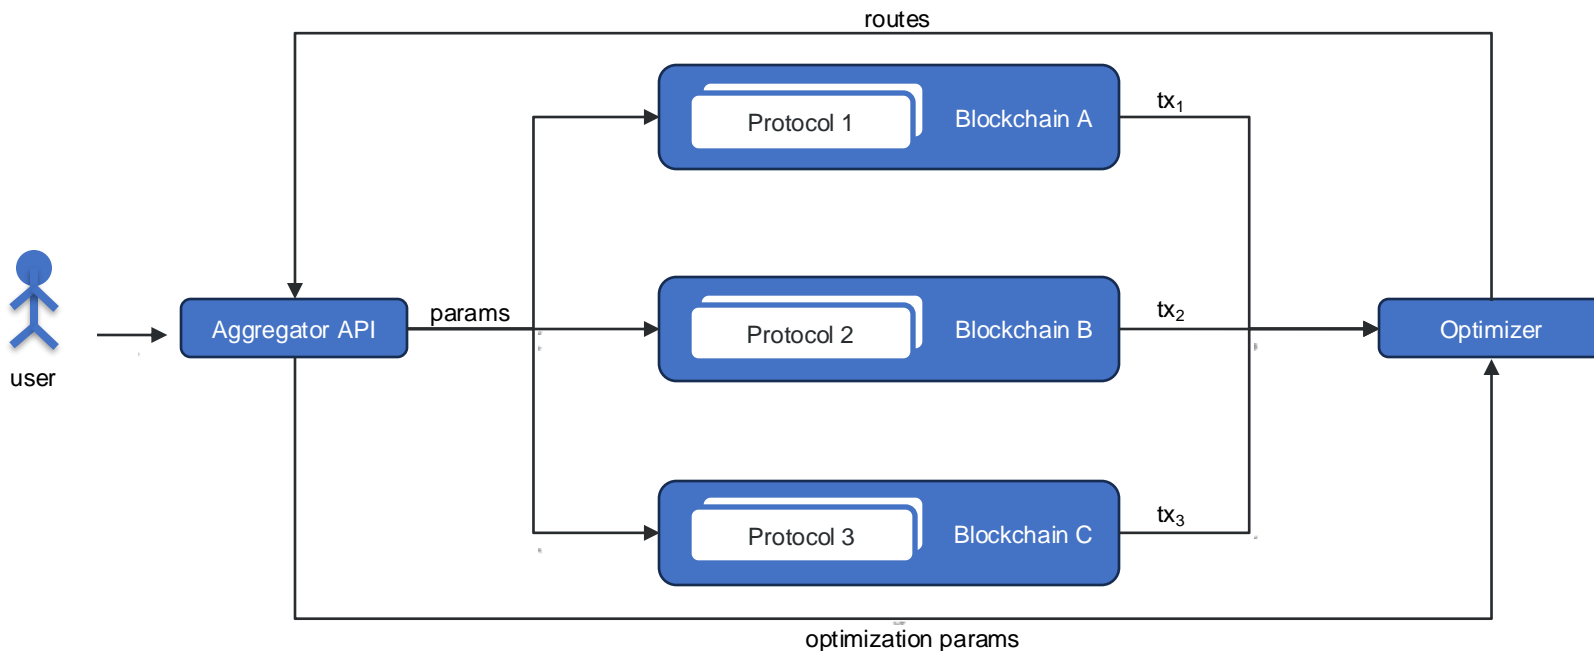 routes
Protocol 1
Blockchain A
tx₁
user
Aggregator API
params
Protocol 2
Blockchain B
tx₂
Optimizer
Protocol 3
Blockchain C
tx₃
optimization params